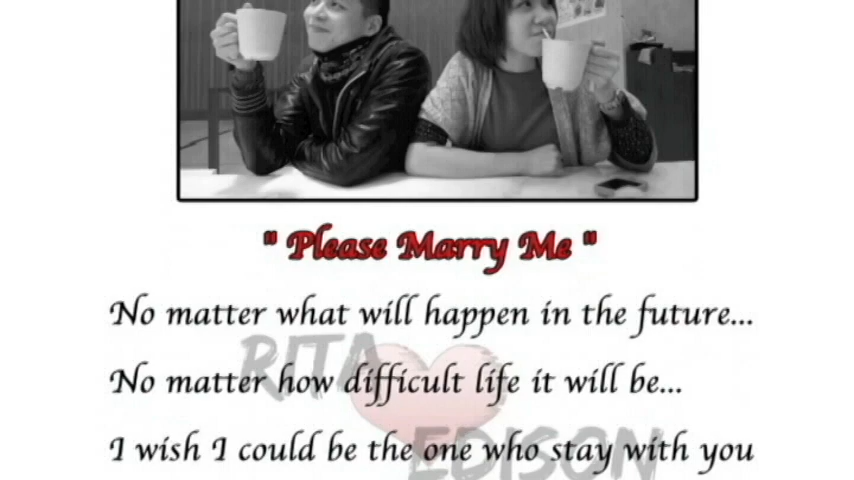 " Please Marry Me "
No matter what will happen in the future...
RITA
No matter how difficult life it will be...
EDISON
I wish I could be the one who stay with you